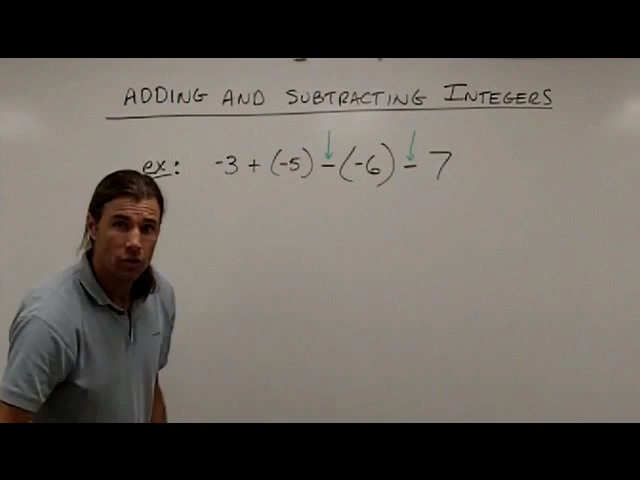 ADDING AND SUBTRACTING INTEGERS
ex: -3 + (-5) - (-6) - 7